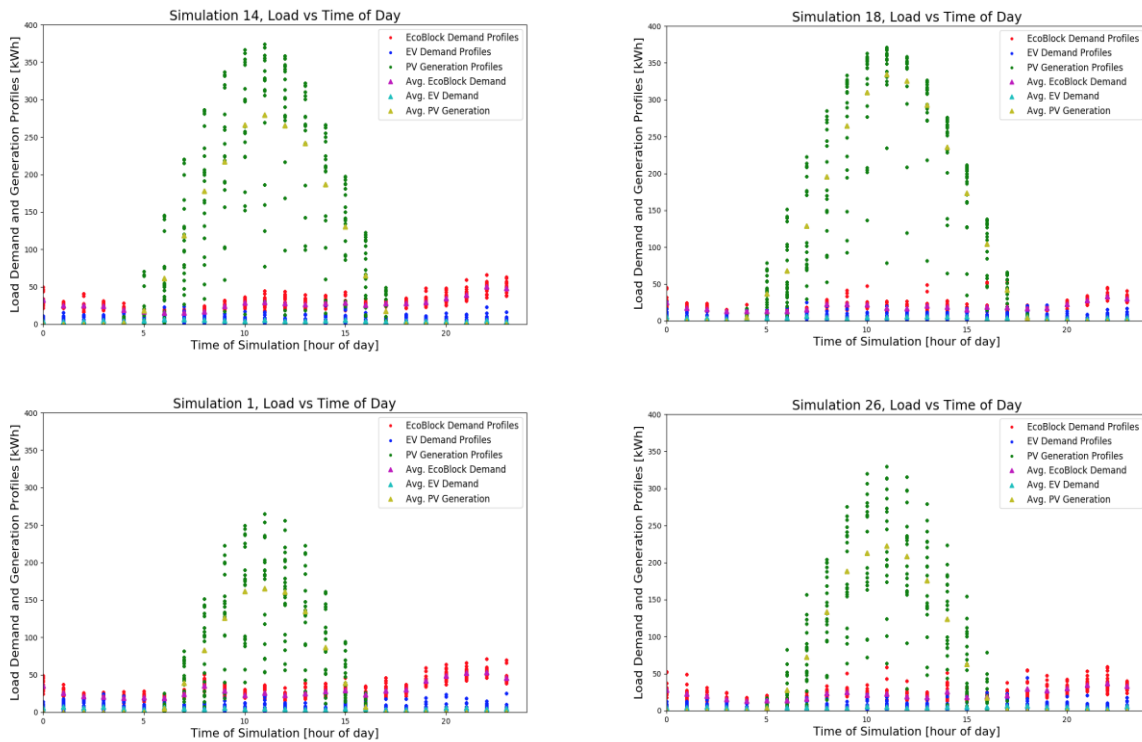 Simulation 14, Load vs Time of Day
Load Demand and Generation Profiles [kWh]
400
350
300
250
200
150
100
50
0
EcoBlock Demand Profiles
EV Demand Profiles
PV Generation Profiles
Avg. EcoBlock Demand
Avg. EV Demand
Avg. PV Generation
0 5 10 15 20
Time of Simulation [hour of day]
Simulation 18, Load vs Time of Day
Load Demand and Generation Profiles [kWh]
400
350
300
250
200
150
100
50
0
EcoBlock Demand Profiles
EV Demand Profiles
PV Generation Profiles
Avg. EcoBlock Demand
Avg. EV Demand
Avg. PV Generation
0 5 10 15 20
Time of Simulation [hour of day]
Simulation 1, Load vs Time of Day
Load Demand and Generation Profiles [kWh]
400
350
300
250
200
150
100
50
0
EcoBlock Demand Profiles
EV Demand Profiles
PV Generation Profiles
Avg. EcoBlock Demand
Avg. EV Demand
Avg. PV Generation
0 5 10 15 20
Time of Simulation [hour of day]
Simulation 26, Load vs Time of Day
Load Demand and Generation Profiles [kWh]
400
350
300
250
200
150
100
50
0
EcoBlock Demand Profiles
EV Demand Profiles
PV Generation Profiles
Avg. EcoBlock Demand
Avg. EV Demand
Avg. PV Generation
0 5 10 15 20
Time of Simulation [hour of day]